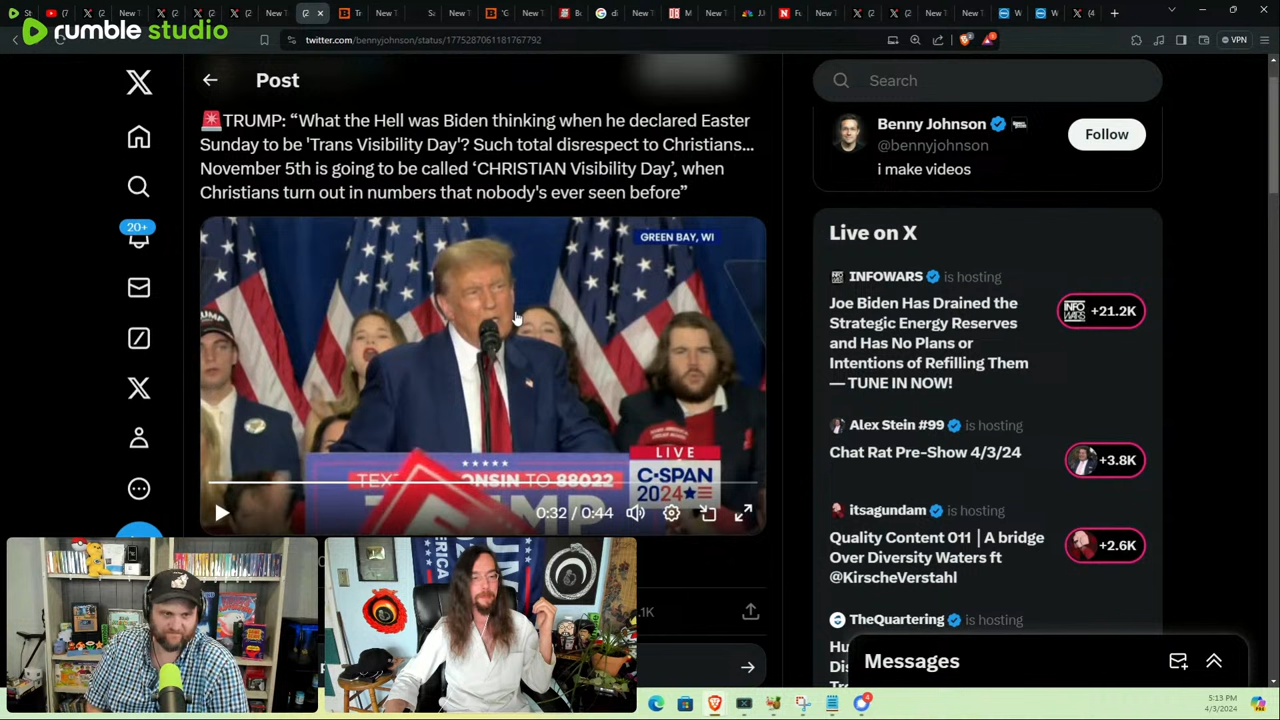 rumble studio
twitter.com/bennyjohnson/status/1775287061181767792
VPN
Post
🚨TRUMP: “What the Hell was Biden thinking when he declared Easter
Sunday to be 'Trans Visibility Day'? Such total disrespect to Christians...
November 5th is going to be called ‘CHRISTIAN Visibility Day’, when
Christians turn out in numbers that nobody's ever seen before”
20+
GREEN BAY, WI
LIVE
C-SPAN
2024
TO 88022
TRUMP
0:32 / 0:44
Search
Benny Johnson
@bennyjohnson
i make videos
Follow
Live on X
INFOWARS is hosting
Joe Biden Has Drained the
Strategic Energy Reserves
and Has No Plans or
Intentions of Refilling Them
— TUNE IN NOW!
+21.2K
Alex Stein #99 is hosting
Chat Rat Pre-Show 4/3/24
+3.8K
itsagundam is hosting
Quality Content 011 | A bridge
Over Diversity Waters ft
@KirscheVerstahl
+2.6K
TheQuartering is hosting
Messages
5:13 PM
4/3/2024